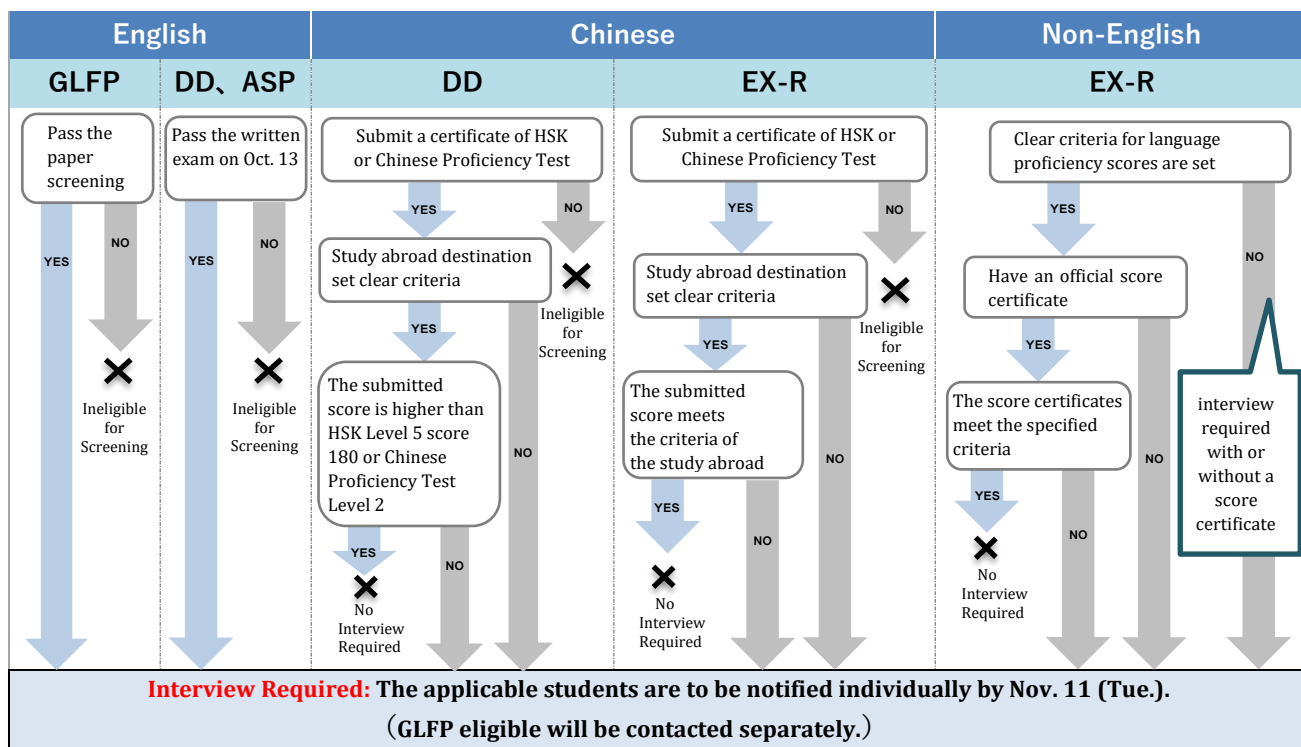 English
Chinese
Non-English
GLFP
DD、ASP
DD
EX-R
EX-R
Pass the
paper
screening
YES
NO
Ineligible
for
Screening
Pass the written
exam on Oct. 13
YES
NO
Ineligible
for
Screening
Submit a certificate of HSK
or Chinese Proficiency Test
YES
NO
Ineligible
for
Screening
Study abroad destination
set clear criteria
YES
NO
The submitted
score is higher than
HSK Level 5 score
180 or Chinese
Proficiency Test
Level 2
YES
NO
No
Interview
Required
Submit a certificate of HSK or
Chinese Proficiency Test
YES
NO
Ineligible
for
Screening
Study abroad destination
set clear criteria
YES
NO
The submitted
score meets
the criteria of
the study abroad
YES
NO
No
Interview
Required
Clear criteria for language
proficiency scores are set
YES
NO
Have an official score
certificate
YES
NO
The score certificates
meet the specified
criteria
YES
NO
No
Interview
Required
interview
required
with or
without a
score
certificate
Interview Required: The applicable students are to be notified individually by Nov. 11 (Tue.).
（GLFP eligible will be contacted separately.）